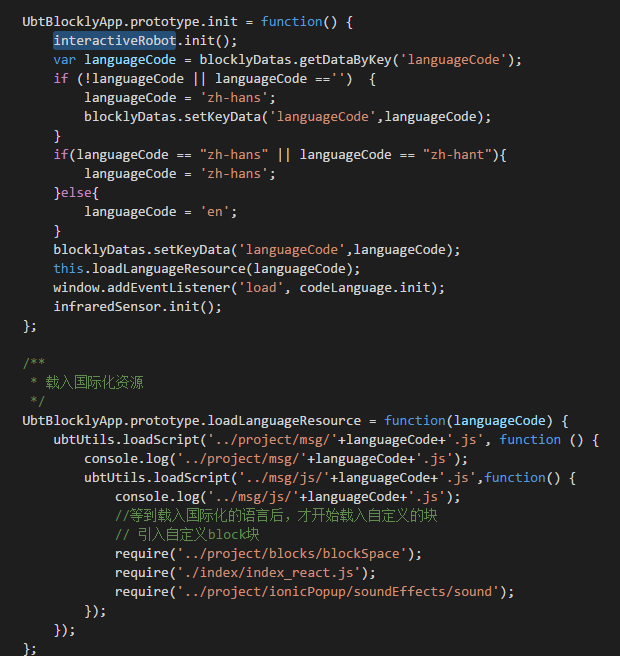 UbtBlocklyApp.prototype.init = function() {
    interactiveRobot.init();
    var languageCode = blocklyDatas.getDataByKey('languageCode');
    if (!languageCode || languageCode =='')  {
        languageCode = 'zh-hans';
        blocklyDatas.setKeyData('languageCode',languageCode);
    }
    if(languageCode == "zh-hans" || languageCode == "zh-hant"){
        languageCode = 'zh-hans';
    }else{
        languageCode = 'en';
    }
    blocklyDatas.setKeyData('languageCode',languageCode);
    this.loadLanguageResource(languageCode);
    window.addEventListener('load', codeLanguage.init);
    infraredSensor.init();
};

/**
 * 载入国际化资源
 */
UbtBlocklyApp.prototype.loadLanguageResource = function(languageCode) {
    ubtUtils.loadScript('../project/msg/'+languageCode+'.js', function () {
        console.log('../project/msg/'+languageCode+'.js');
        ubtUtils.loadScript('../msg/js/'+languageCode+'.js',function() {
            console.log('../msg/js/'+languageCode+'.js');
            //等到载入国际化的语言后，才开始载入自定义的块
            // 引入自定义block块
            require('../project/blocks/blockSpace');
            require('./index/index_react.js');
            require('../project/ionicPopup/soundEffects/sound');
        });
    });
};